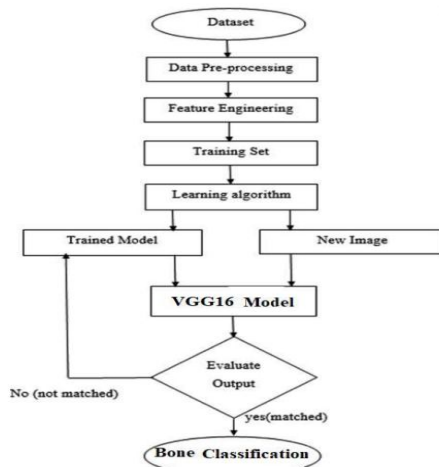 Dataset
Data Pre-processing
Feature Engineering
Training Set
Learning algorithm
Trained Model
New Image
VGG16 Model
Evaluate
Output
No (not matched)
yes(matched)
Bone Classification